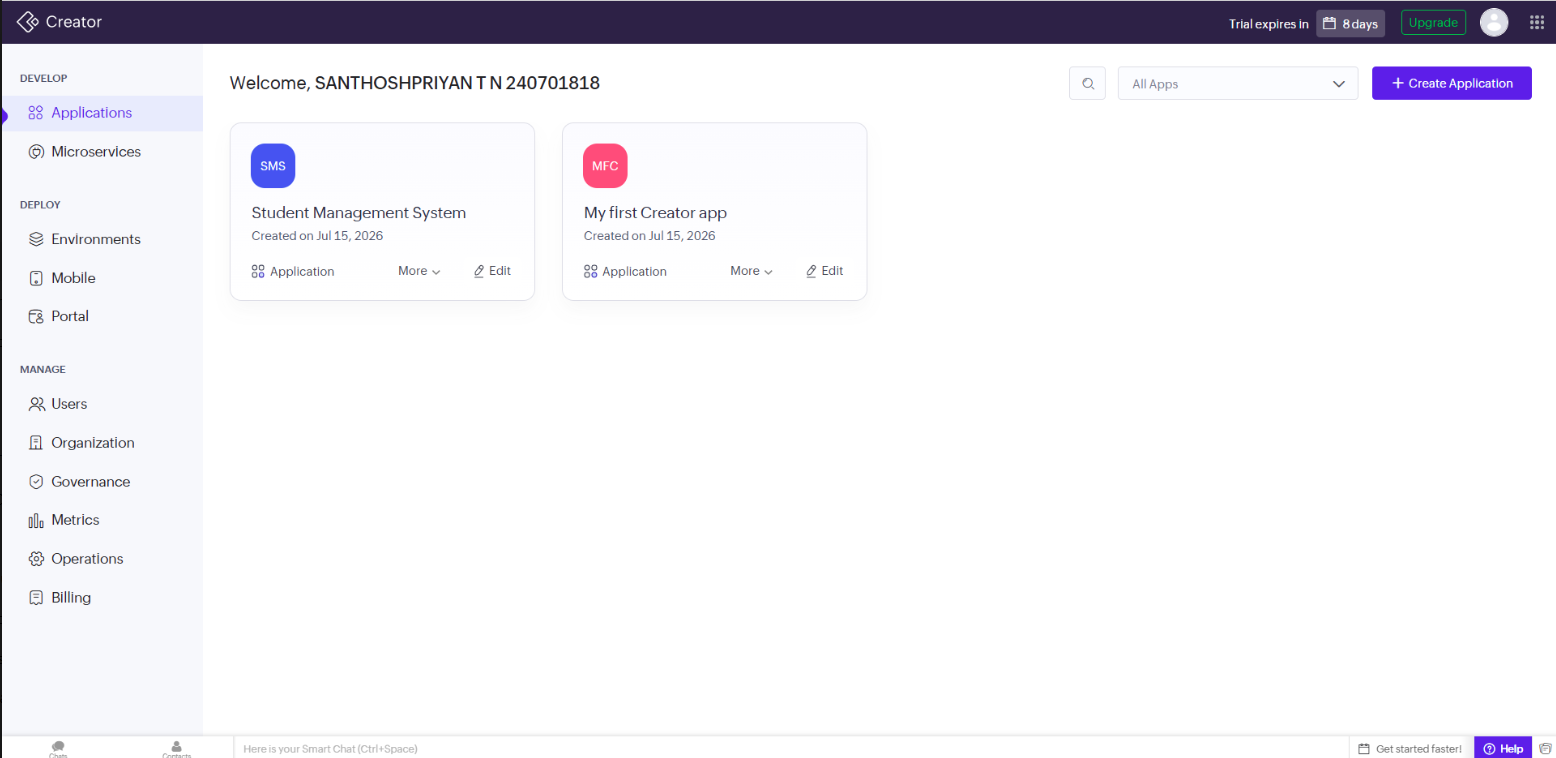 Creator
Trial expires in 8 days Upgrade
DEVELOP
Applications
Microservices
DEPLOY
Environments
Mobile
Portal
MANAGE
Users
Organization
Governance
Metrics
Operations
Billing
Welcome, SANTHOSHPRIYAN T N 240701818
All Apps
+ Create Application
SMS
Student Management System
Created on Jul 15, 2026
Application More Edit
MFC
My first Creator app
Created on Jul 15, 2026
Application More Edit
Chats
Contacts
Here is your Smart Chat (Ctrl+Space)
Get started faster!
Help